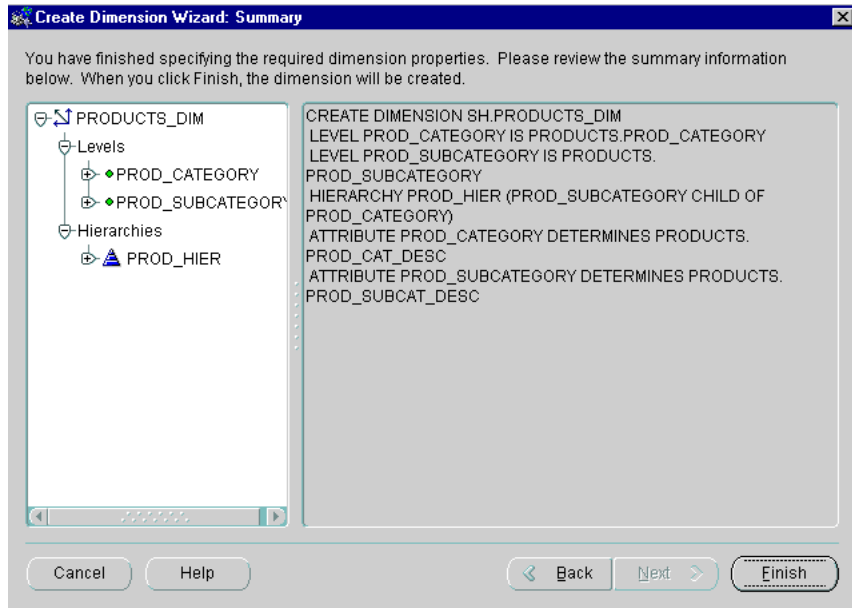 Create Dimension Wizard: Summary
You have finished specifying the required dimension properties. Please review the summary information
below. When you click Finish, the dimension will be created.
PRODUCTS_DIM
Levels
PROD_CATEGORY
PROD_SUBCATEGORY
Hierarchies
PROD_HIER
CREATE DIMENSION SH.PRODUCTS_DIM
LEVEL PROD_CATEGORY IS PRODUCTS.PROD_CATEGORY
LEVEL PROD_SUBCATEGORY IS PRODUCTS.
PROD_SUBCATEGORY
HIERARCHY PROD_HIER (PROD_SUBCATEGORY CHILD OF
PROD_CATEGORY)
ATTRIBUTE PROD_CATEGORY DETERMINES PRODUCTS.
PROD_CAT_DESC
ATTRIBUTE PROD_SUBCATEGORY DETERMINES PRODUCTS.
PROD_SUBCAT_DESC
Cancel
Help
Back
Next
Finish